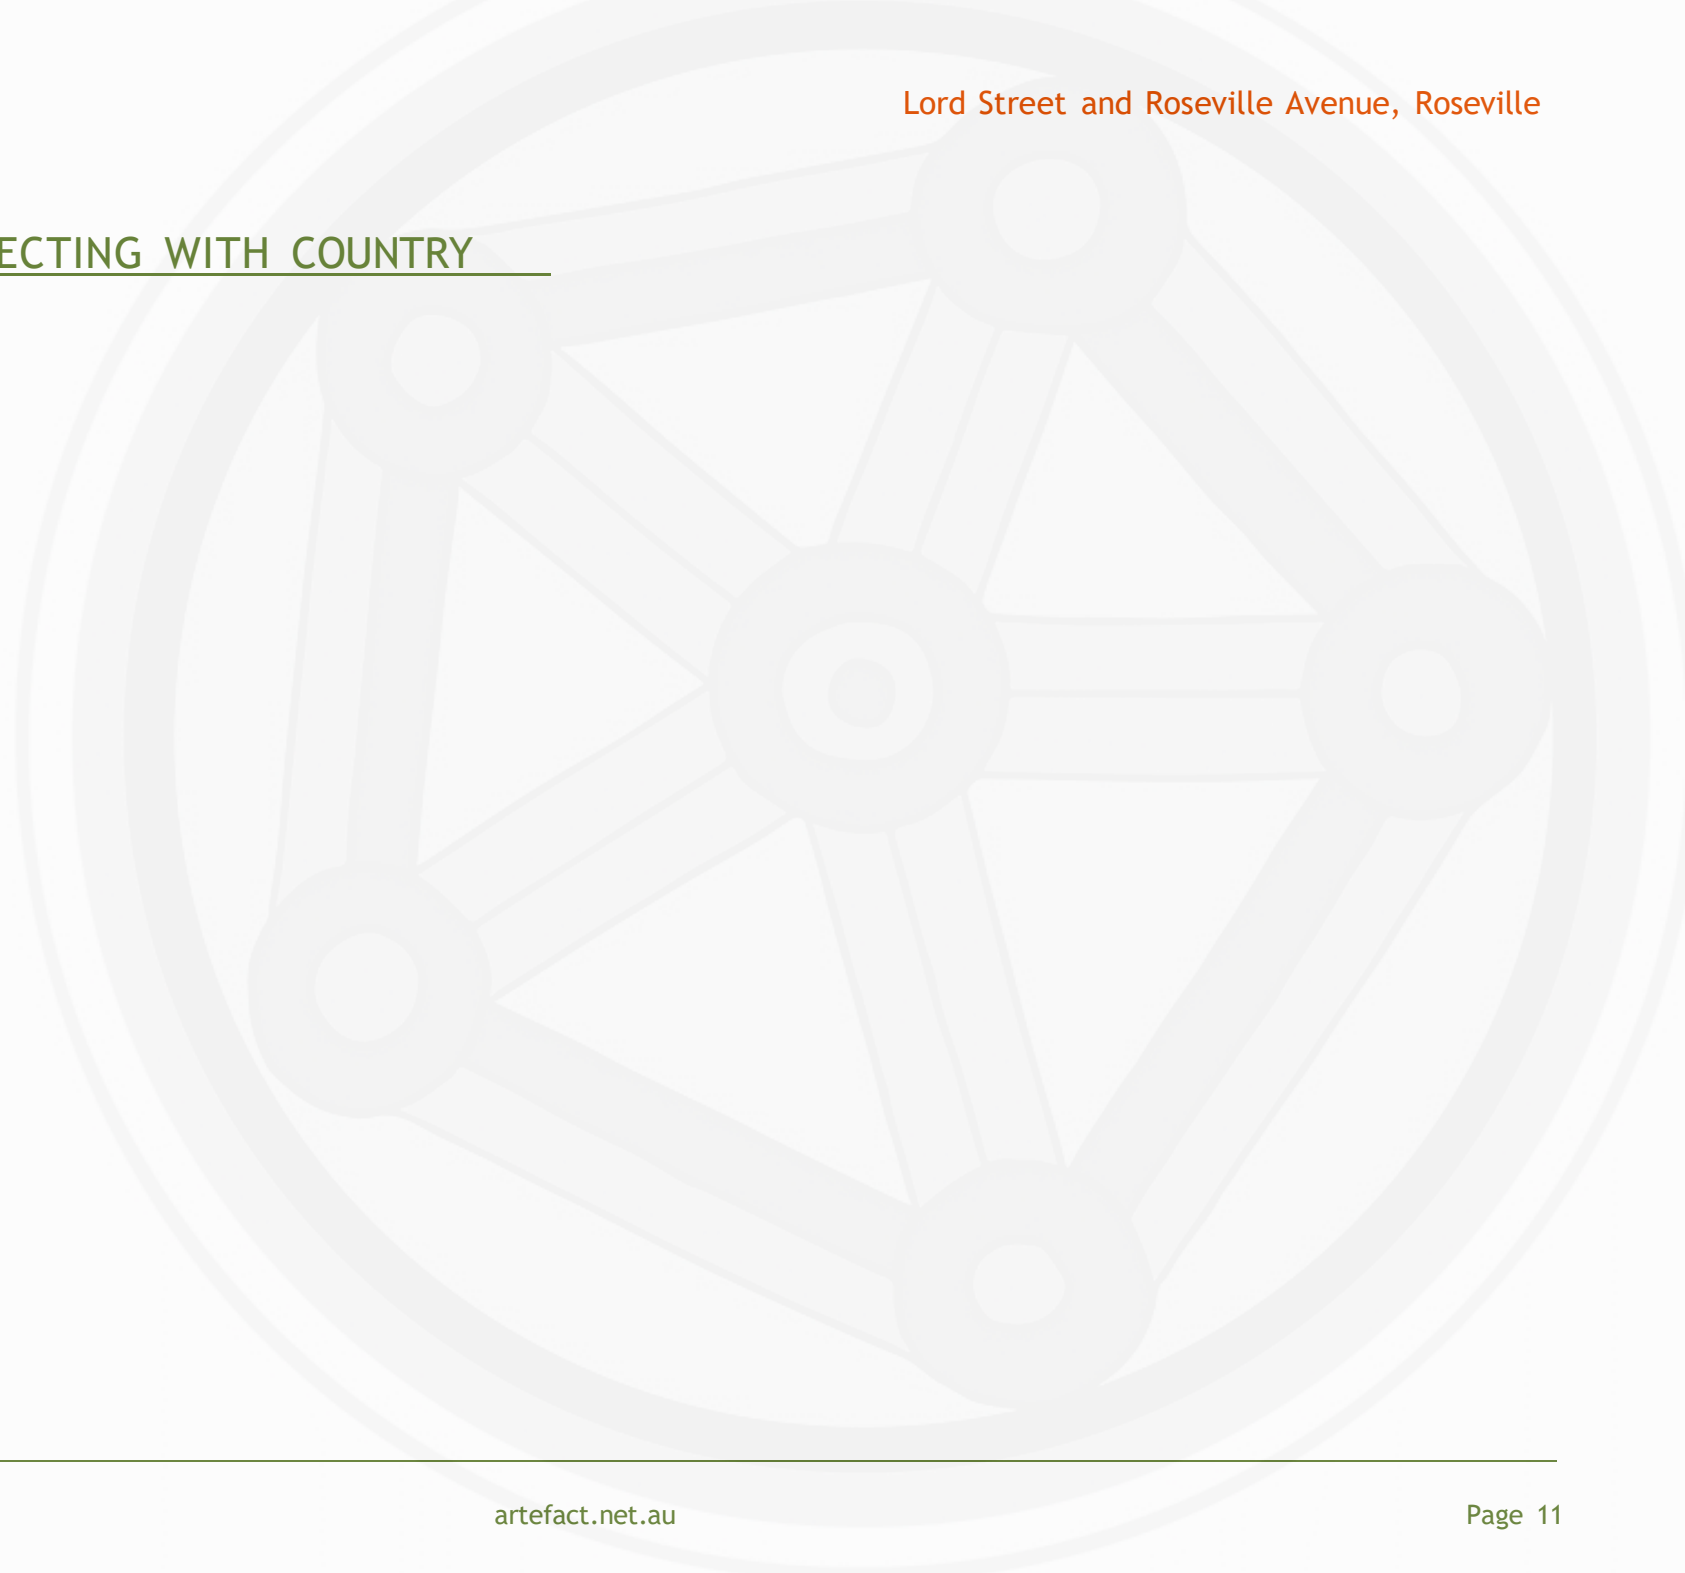 Lord Street and Roseville Avenue, Roseville
ECTING WITH COUNTRY
artefact.net.au
Page 11